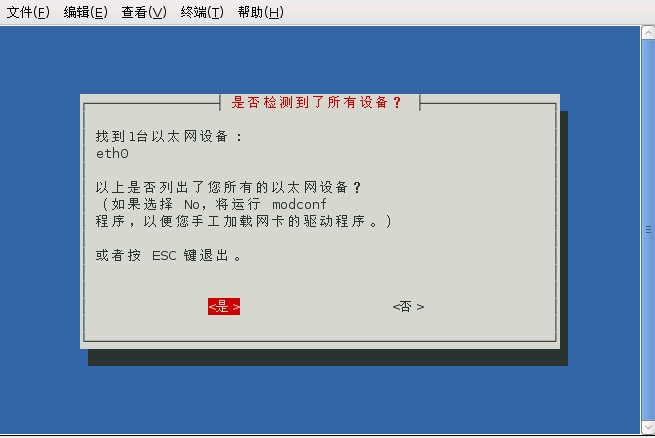 文件(F) 编辑(E) 查看(V) 终端(T) 帮助(H)
是否检测到了所有设备？
找到1台以太网设备：
eth0
以上是否列出了您所有的以太网设备？
（如果选择 No，将运行 modconf
程序，以便您手工加载网卡的驱动程序。）
或者按 ESC 键退出。
<是> <否>